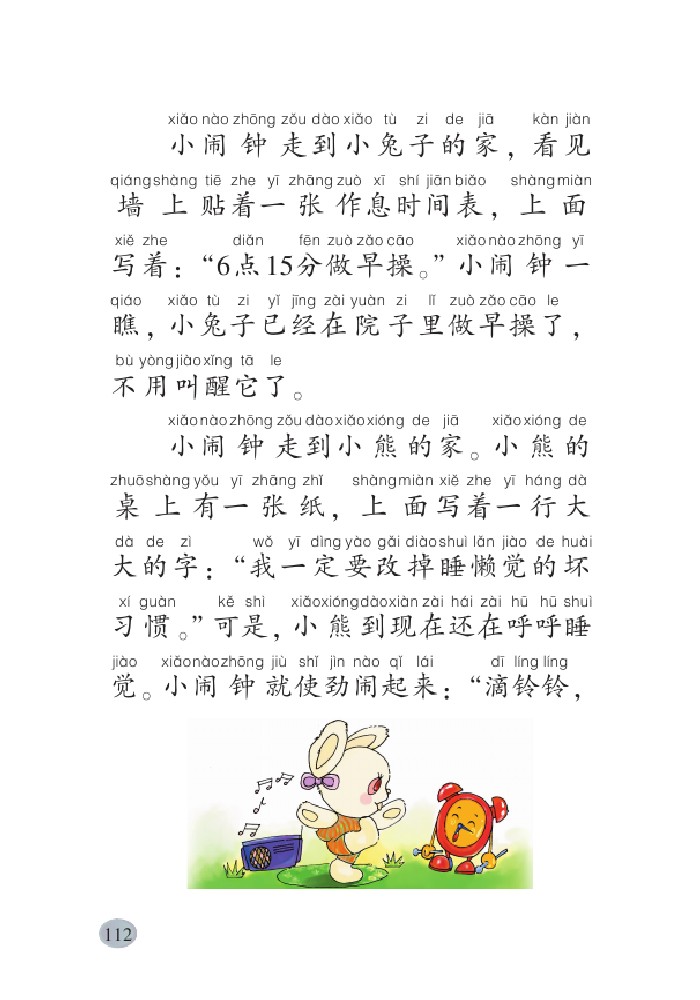 xiǎo nào zhōng zǒu dào xiǎo tù zi de jiā kàn jiàn
小闹钟走到小兔子的家，看见
qiáng shàng tiē zhe yī zhāng zuò xī shí jiān biǎo shàng miàn
墙上贴着一张作息时间表，上面
xiě zhe diǎn fēn zuò zǎo cāo xiǎo nào zhōng yī
写着：“6点15分做早操。”小闹钟一
qiáo xiǎo tù zi yǐ jīng zài yuàn zi lǐ zuò zǎo cāo le
瞧，小兔子已经在院子里做早操了，
bù yòng jiào xǐng tā le
不用叫醒它了。
xiǎo nào zhōng zǒu dào xiǎo xióng de jiā xiǎo xióng de
小闹钟走到小熊的家。小熊的
zhuō shàng yǒu yī zhāng zhǐ shàng miàn xiě zhe yī háng dà
桌上有一张纸，上面写着一行大
dà de zì wǒ yī dìng yào gǎi diào shuì lǎn jiào de huài
大的字：“我一定要改掉睡懒觉的坏
xí guàn kě shì xiǎo xióng dào xiàn zài hái zài hū hū shuì
习惯。”可是，小熊到现在还在呼呼睡
jiào xiǎo nào zhōng jiù shǐ jìn nào qǐ lái dī líng líng
觉。小闹钟就使劲闹起来：“滴铃铃，
112